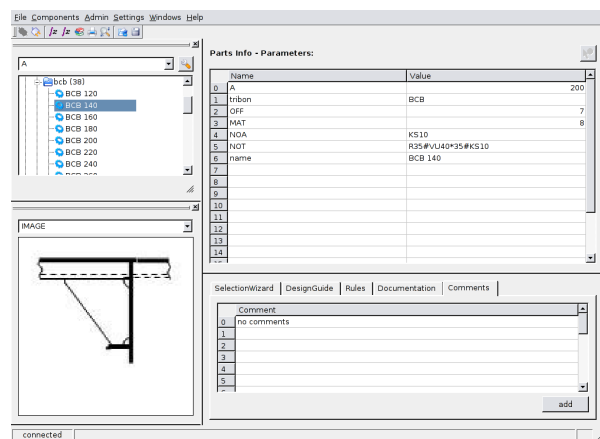 File Components Admin Settings Windows Help
A
bcb (38)
BCB 120
BCB 140
BCB 160
BCB 180
BCB 200
BCB 220
BCB 240
BCB 260
IMAGE
Parts Info - Parameters:
Name Value
0 A 200
1 tribon BCB
2 OFF 7
3 MAT 8
4 NOA KS10
5 NOT R35#VU40*35#KS10
6 name BCB 140
7
8
9
10
11
12
13
14
SelectionWizard DesignGuide Rules Documentation Comments
Comment
0 no comments
1
2
3
4
5
add
connected